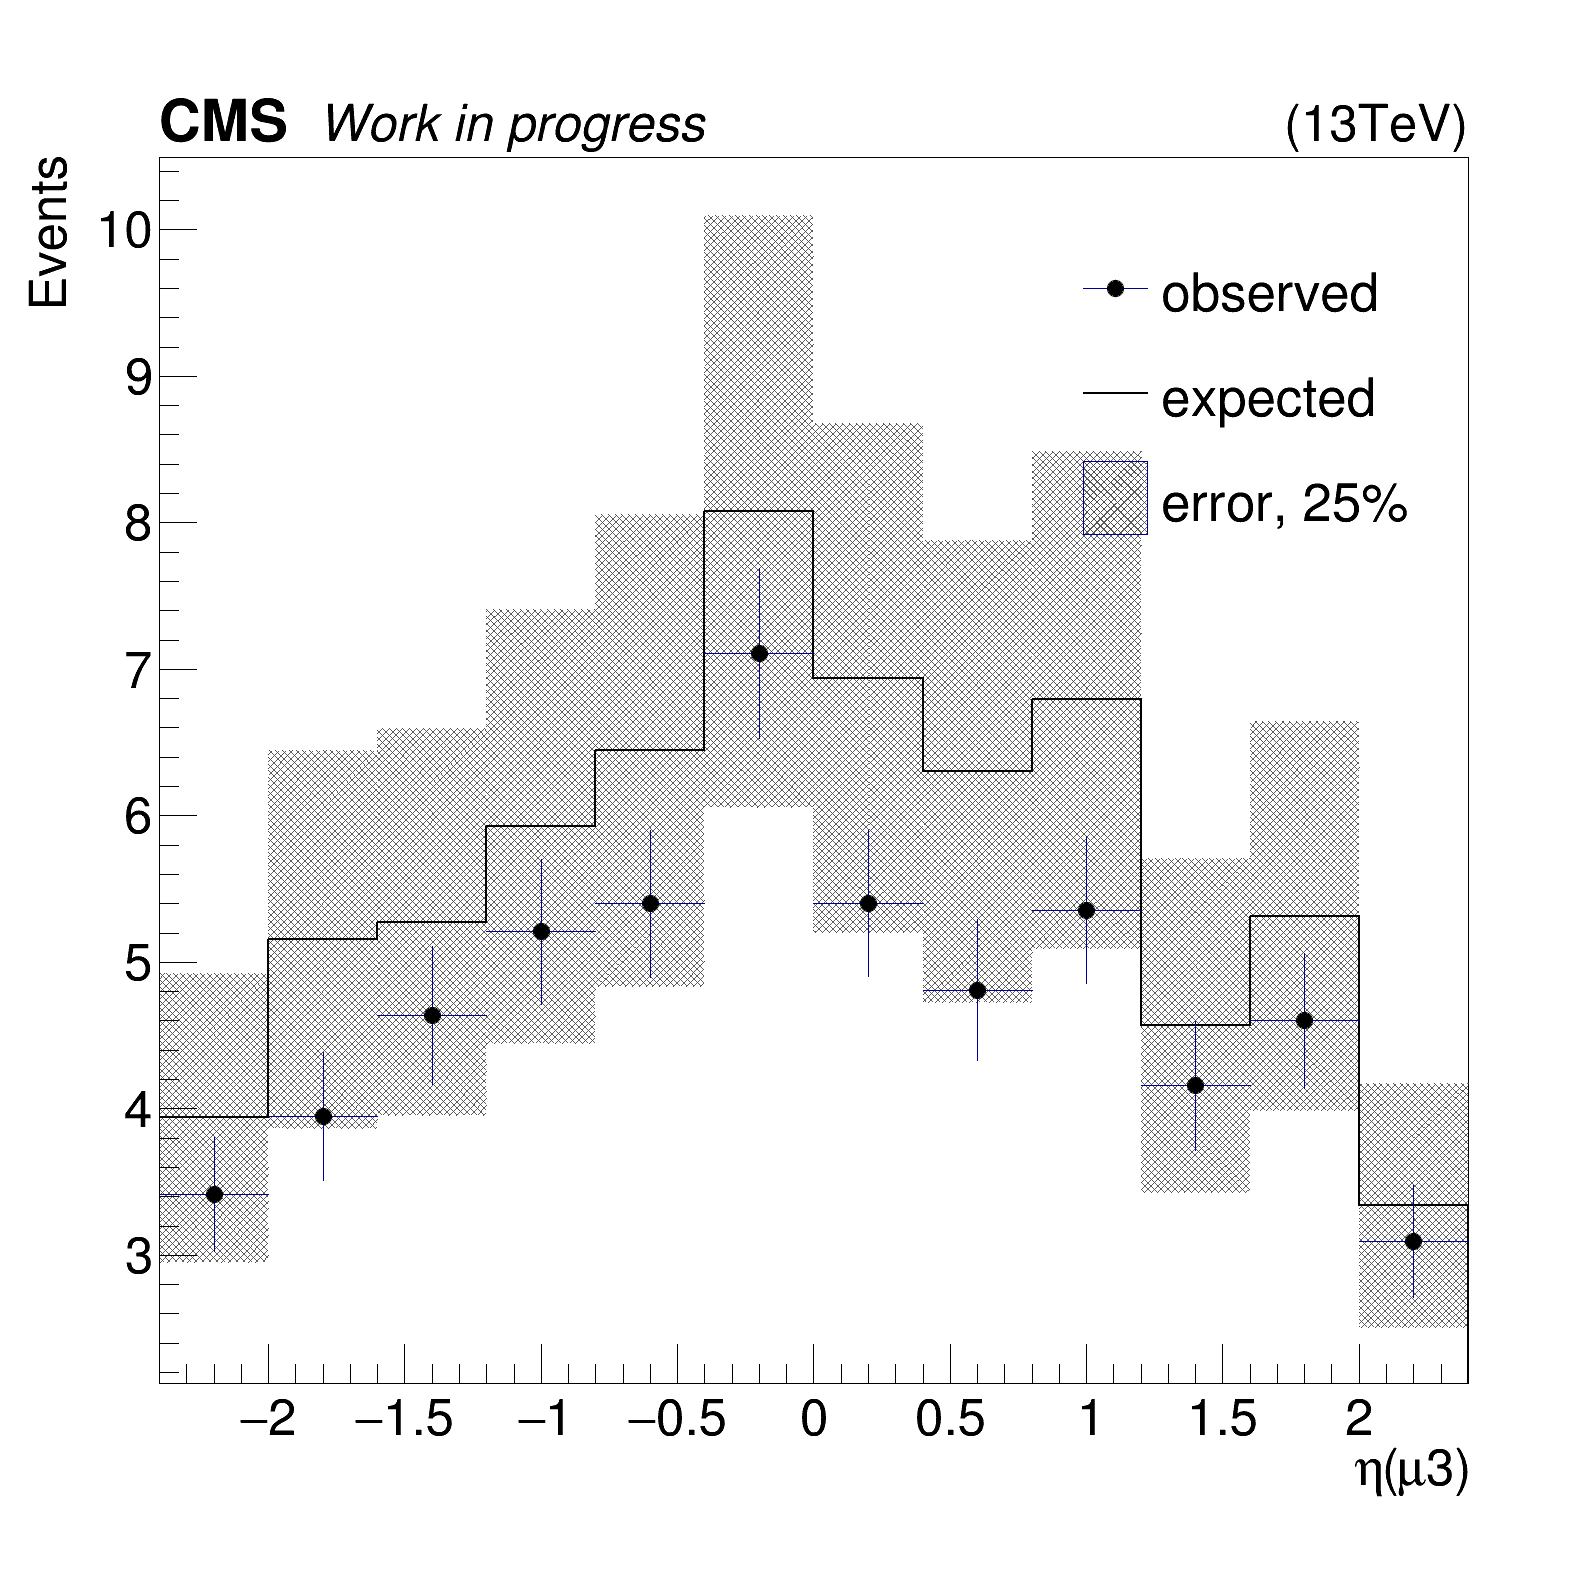 CMS Work in progress (13TeV)
Events
10
9
8
7
6
5
4
3
observed
expected
error, 25%
−2 −1.5 −1 −0.5 0 0.5 1 1.5 2
η(μ3)